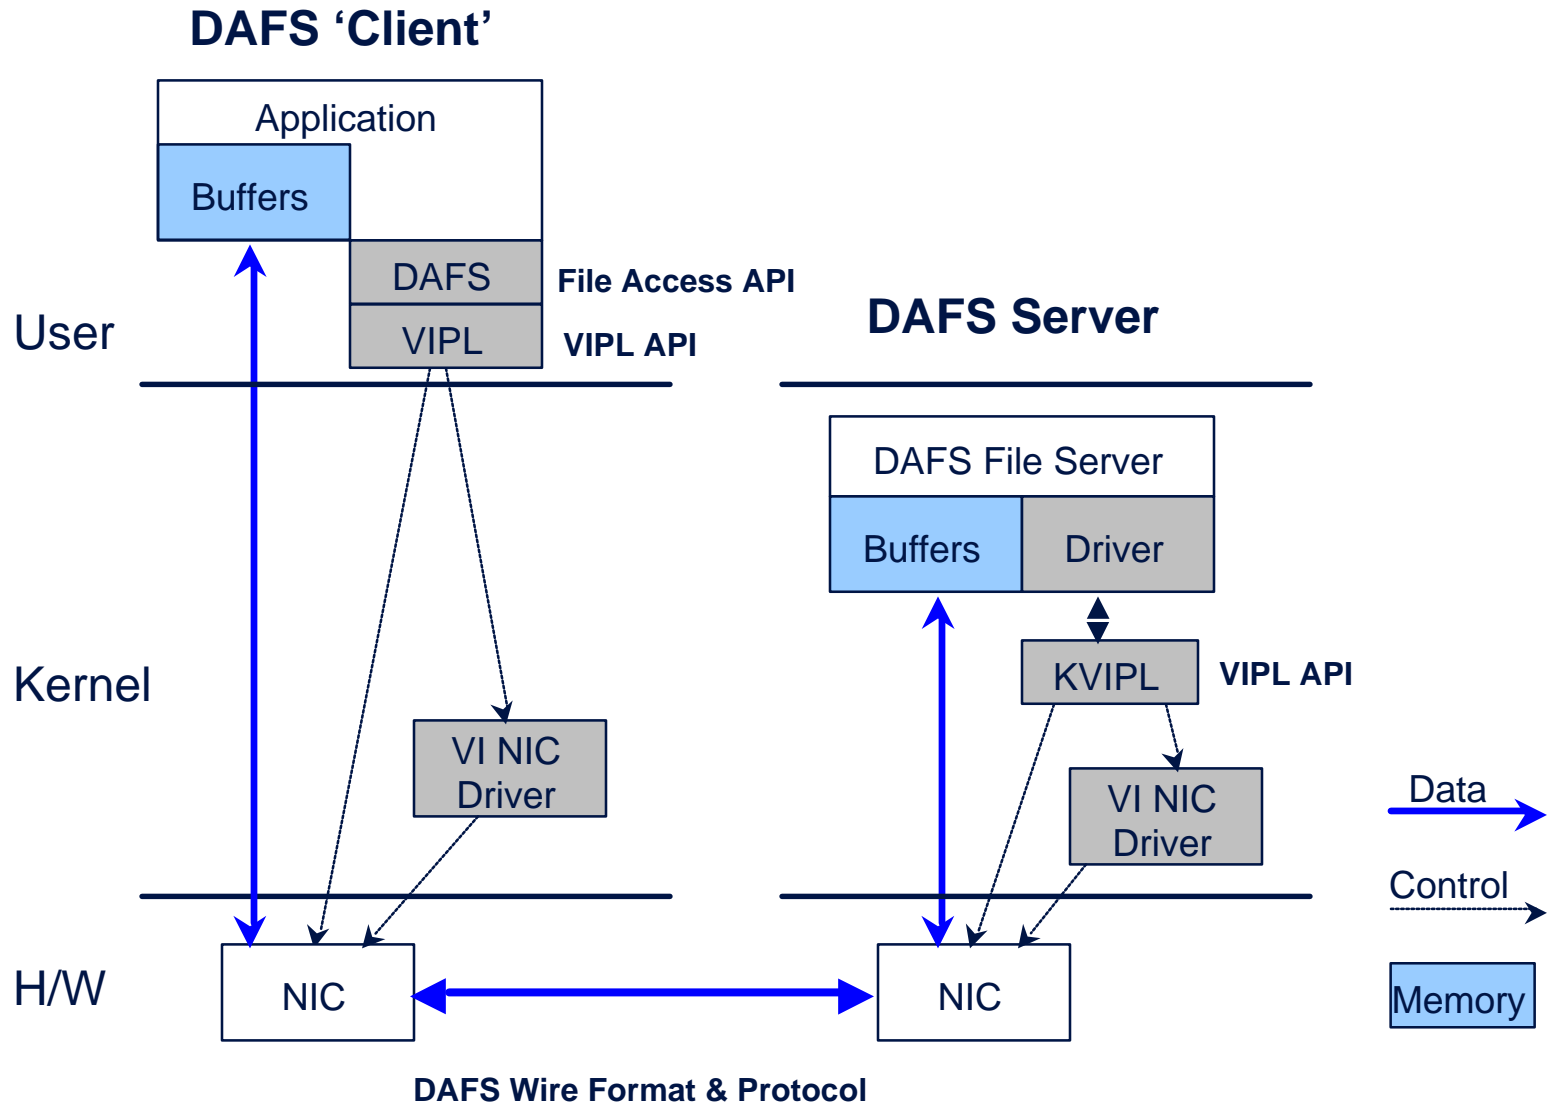 DAFS ‘Client’
Application
Buffers
DAFS
File Access API
User
VIPL
VIPL API
DAFS Server
DAFS File Server
Buffers
Driver
Kernel
KVIPL
VIPL API
VI NIC
Driver
VI NIC
Driver
Data
Control
H/W
NIC
NIC
Memory
DAFS Wire Format & Protocol